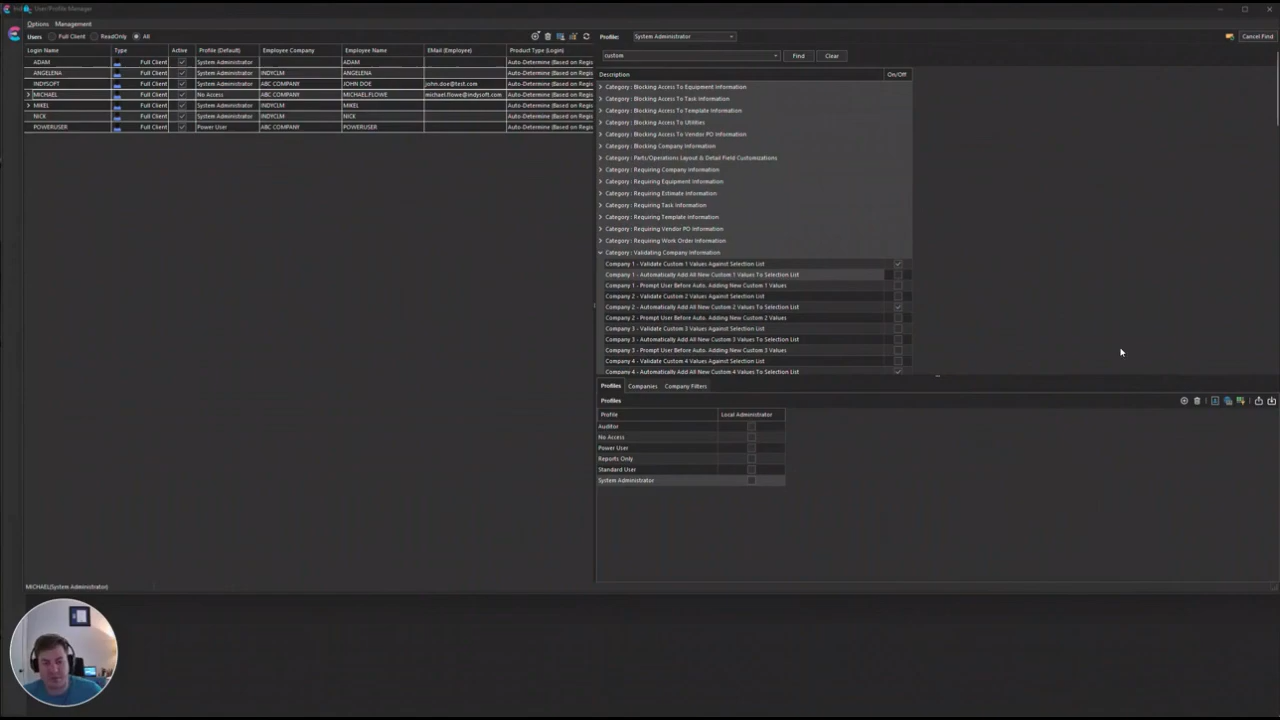 User/Profile Manager
Options Management
Users Full Client ReadOnly All
Login Name Type Active Profile (Default) Employee Company Employee Name EMail (Employee) Product Type (Login)
ADAM Full Client System Administrator ADAM Auto-Determine (Based on Regis
ANGELENA Full Client System Administrator INDYCLM ANGELENA Auto-Determine (Based on Regis
INDYSOFT Full Client System Administrator ABC COMPANY JOHN DOE john.doe@test.com Auto-Determine (Based on Regis
MICHAEL Full Client No Access ABC COMPANY MICHAEL.FLOWE michael.flowe@indysoft.com Auto-Determine (Based on Regis
MIKEL Full Client System Administrator INDYCLM MIKEL Auto-Determine (Based on Regis
NICK Full Client System Administrator INDYCLM NICK Auto-Determine (Based on Regis
POWERUSER Full Client Power User ABC COMPANY POWERUSER Auto-Determine (Based on Regis
Profile: System Administrator Cancel Find
custom Find Clear
Description On/Off
Category : Blocking Access To Equipment Information
Category : Blocking Access To Task Information
Category : Blocking Access To Template Information
Category : Blocking Access To Utilities
Category : Blocking Access To Vendor PO Information
Category : Blocking Company Information
Category : Parts/Operations Layout & Detail Field Customizations
Category : Requiring Company Information
Category : Requiring Equipment Information
Category : Requiring Estimate Information
Category : Requiring Task Information
Category : Requiring Template Information
Category : Requiring Vendor PO Information
Category : Requiring Work Order Information
Category : Validating Company Information
Company 1 - Validate Custom 1 Values Against Selection List
Company 1 - Automatically Add All New Custom 1 Values To Selection List
Company 1 - Prompt User Before Auto. Adding New Custom 1 Values
Company 2 - Validate Custom 2 Values Against Selection List
Company 2 - Automatically Add All New Custom 2 Values To Selection List
Company 2 - Prompt User Before Auto. Adding New Custom 2 Values
Company 3 - Validate Custom 3 Values Against Selection List
Company 3 - Automatically Add All New Custom 3 Values To Selection List
Company 3 - Prompt User Before Auto. Adding New Custom 3 Values
Company 4 - Validate Custom 4 Values Against Selection List
Company 4 - Automatically Add All New Custom 4 Values To Selection List
Profiles Companies Company Filters
Profiles
Profile Local Administrator
Auditor
No Access
Power User
Reports Only
Standard User
System Administrator
MICHAEL(System Administrator)